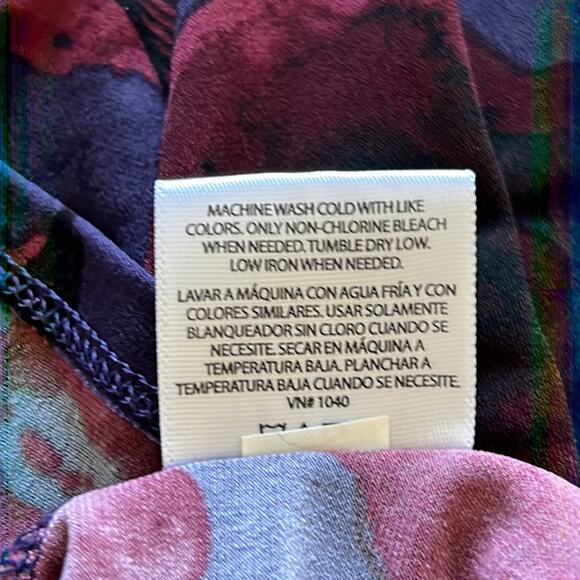 MACHINE WASH COLD WITH LIKE
COLORS. ONLY NON-CHLORINE BLEACH
WHEN NEEDED. TUMBLE DRY LOW.
LOW IRON WHEN NEEDED.
LAVAR A MÁQUINA CON AGUA FRÍA Y CON
COLORES SIMILARES. USAR SOLAMENTE
BLANQUEADOR SIN CLORO CUANDO SE
NECESITE. SECAR EN MÁQUINA A
TEMPERATURA BAJA. PLANCHAR A
TEMPERATURA BAJA CUANDO SE NECESITE.
VN# 1040